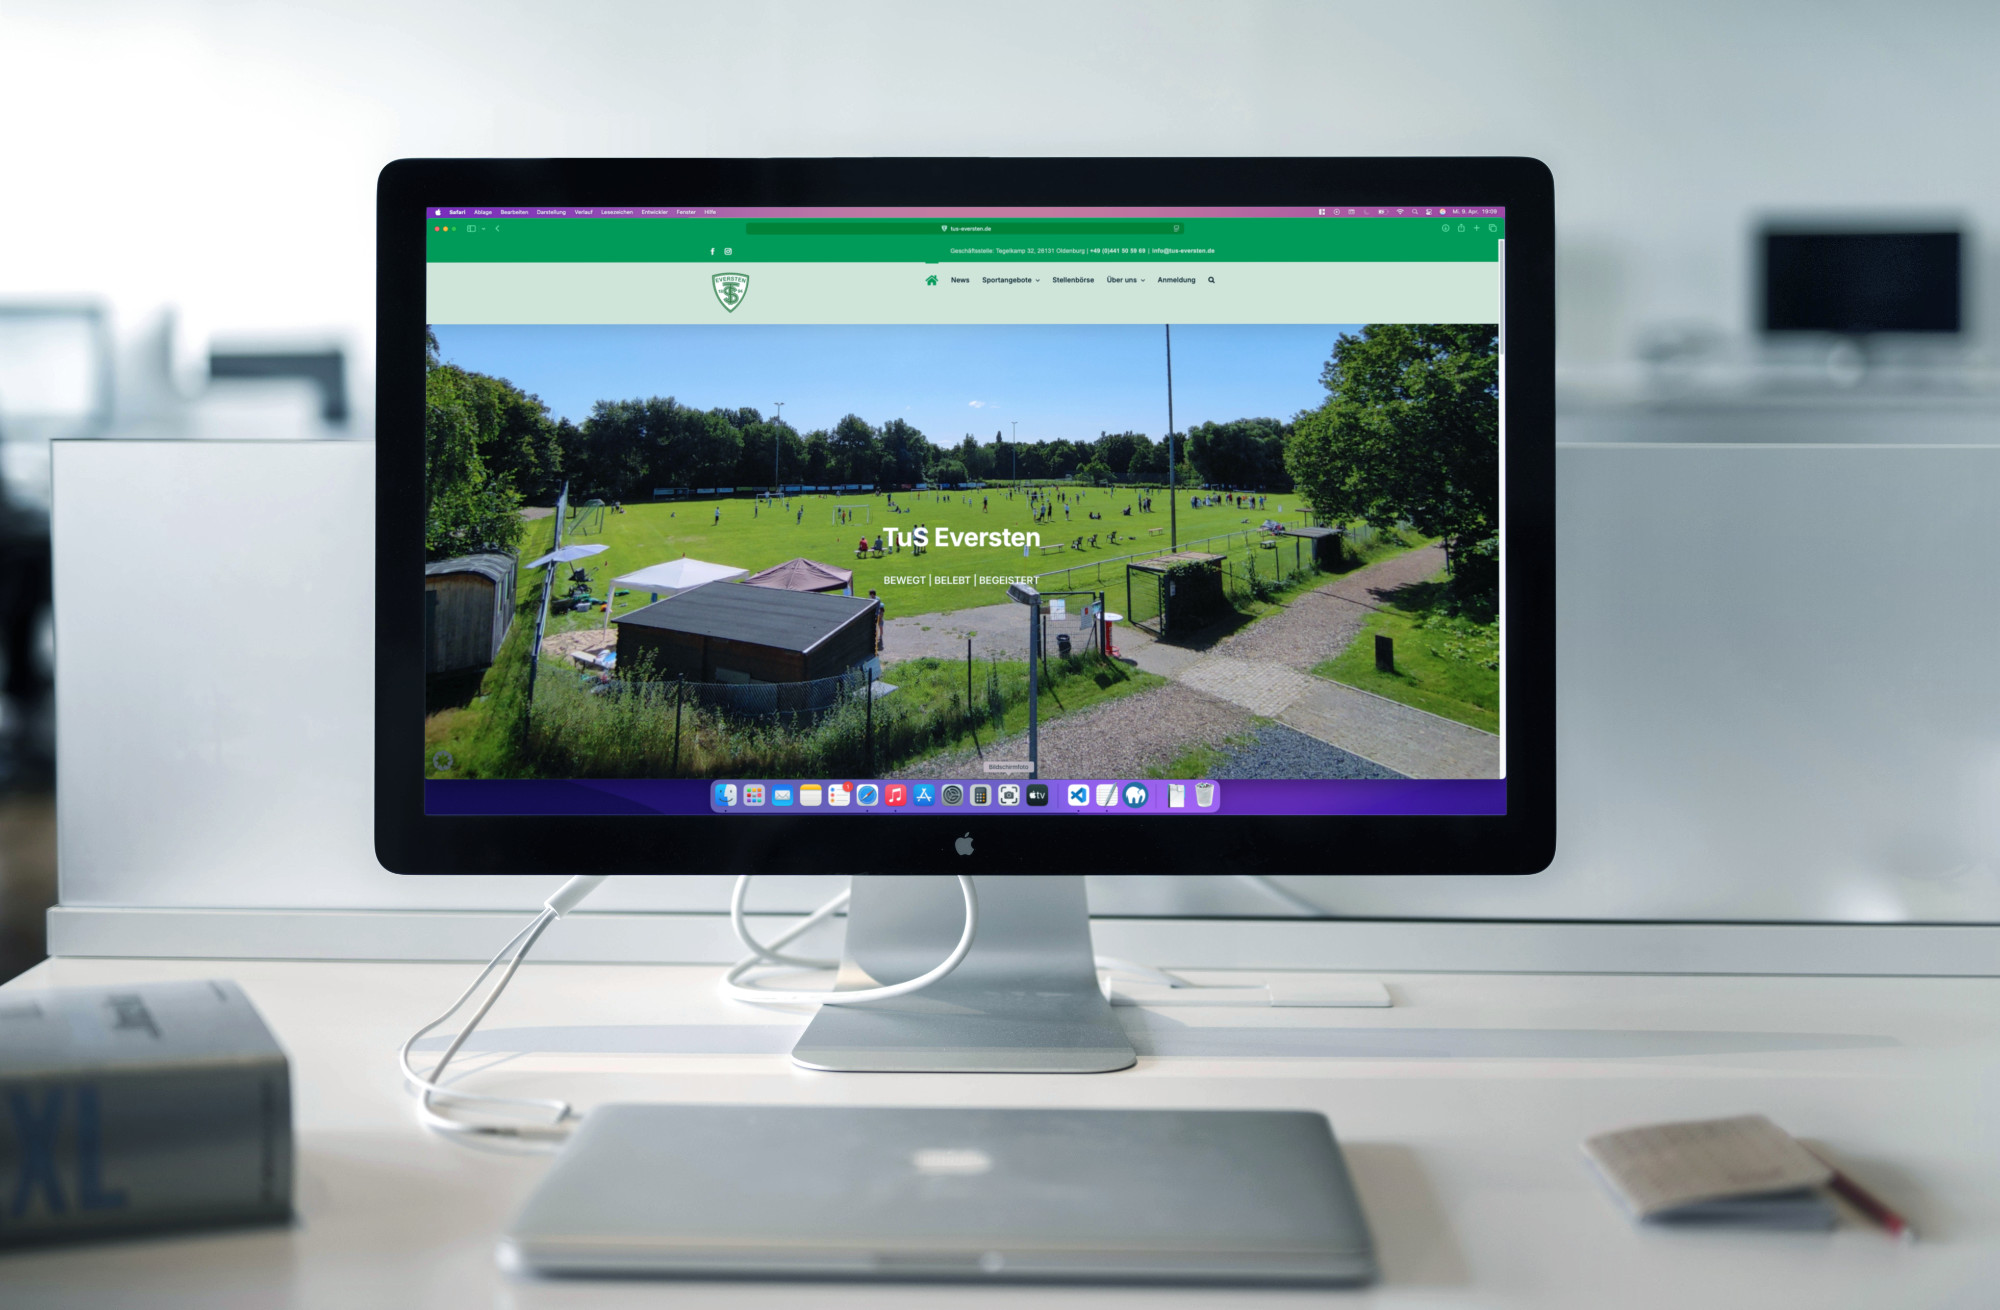 Safari Ablage Bearbeiten Darstellung Verlauf Lesezeichen Entwickler Fenster Hilfe Mi. 9. Apr. 19:09
tus-eversten.de
Geschäftsstelle: Tegelkamp 32, 26131 Oldenburg | +49 (0)441 50 59 69 | info@tus-eversten.de
EVERSTEN
News Sportangebote Stellenbörse Über uns Anmeldung
TuS Eversten
BEWEGT | BELEBT | BEGEISTERT
Bildschirmfoto
tv
XL